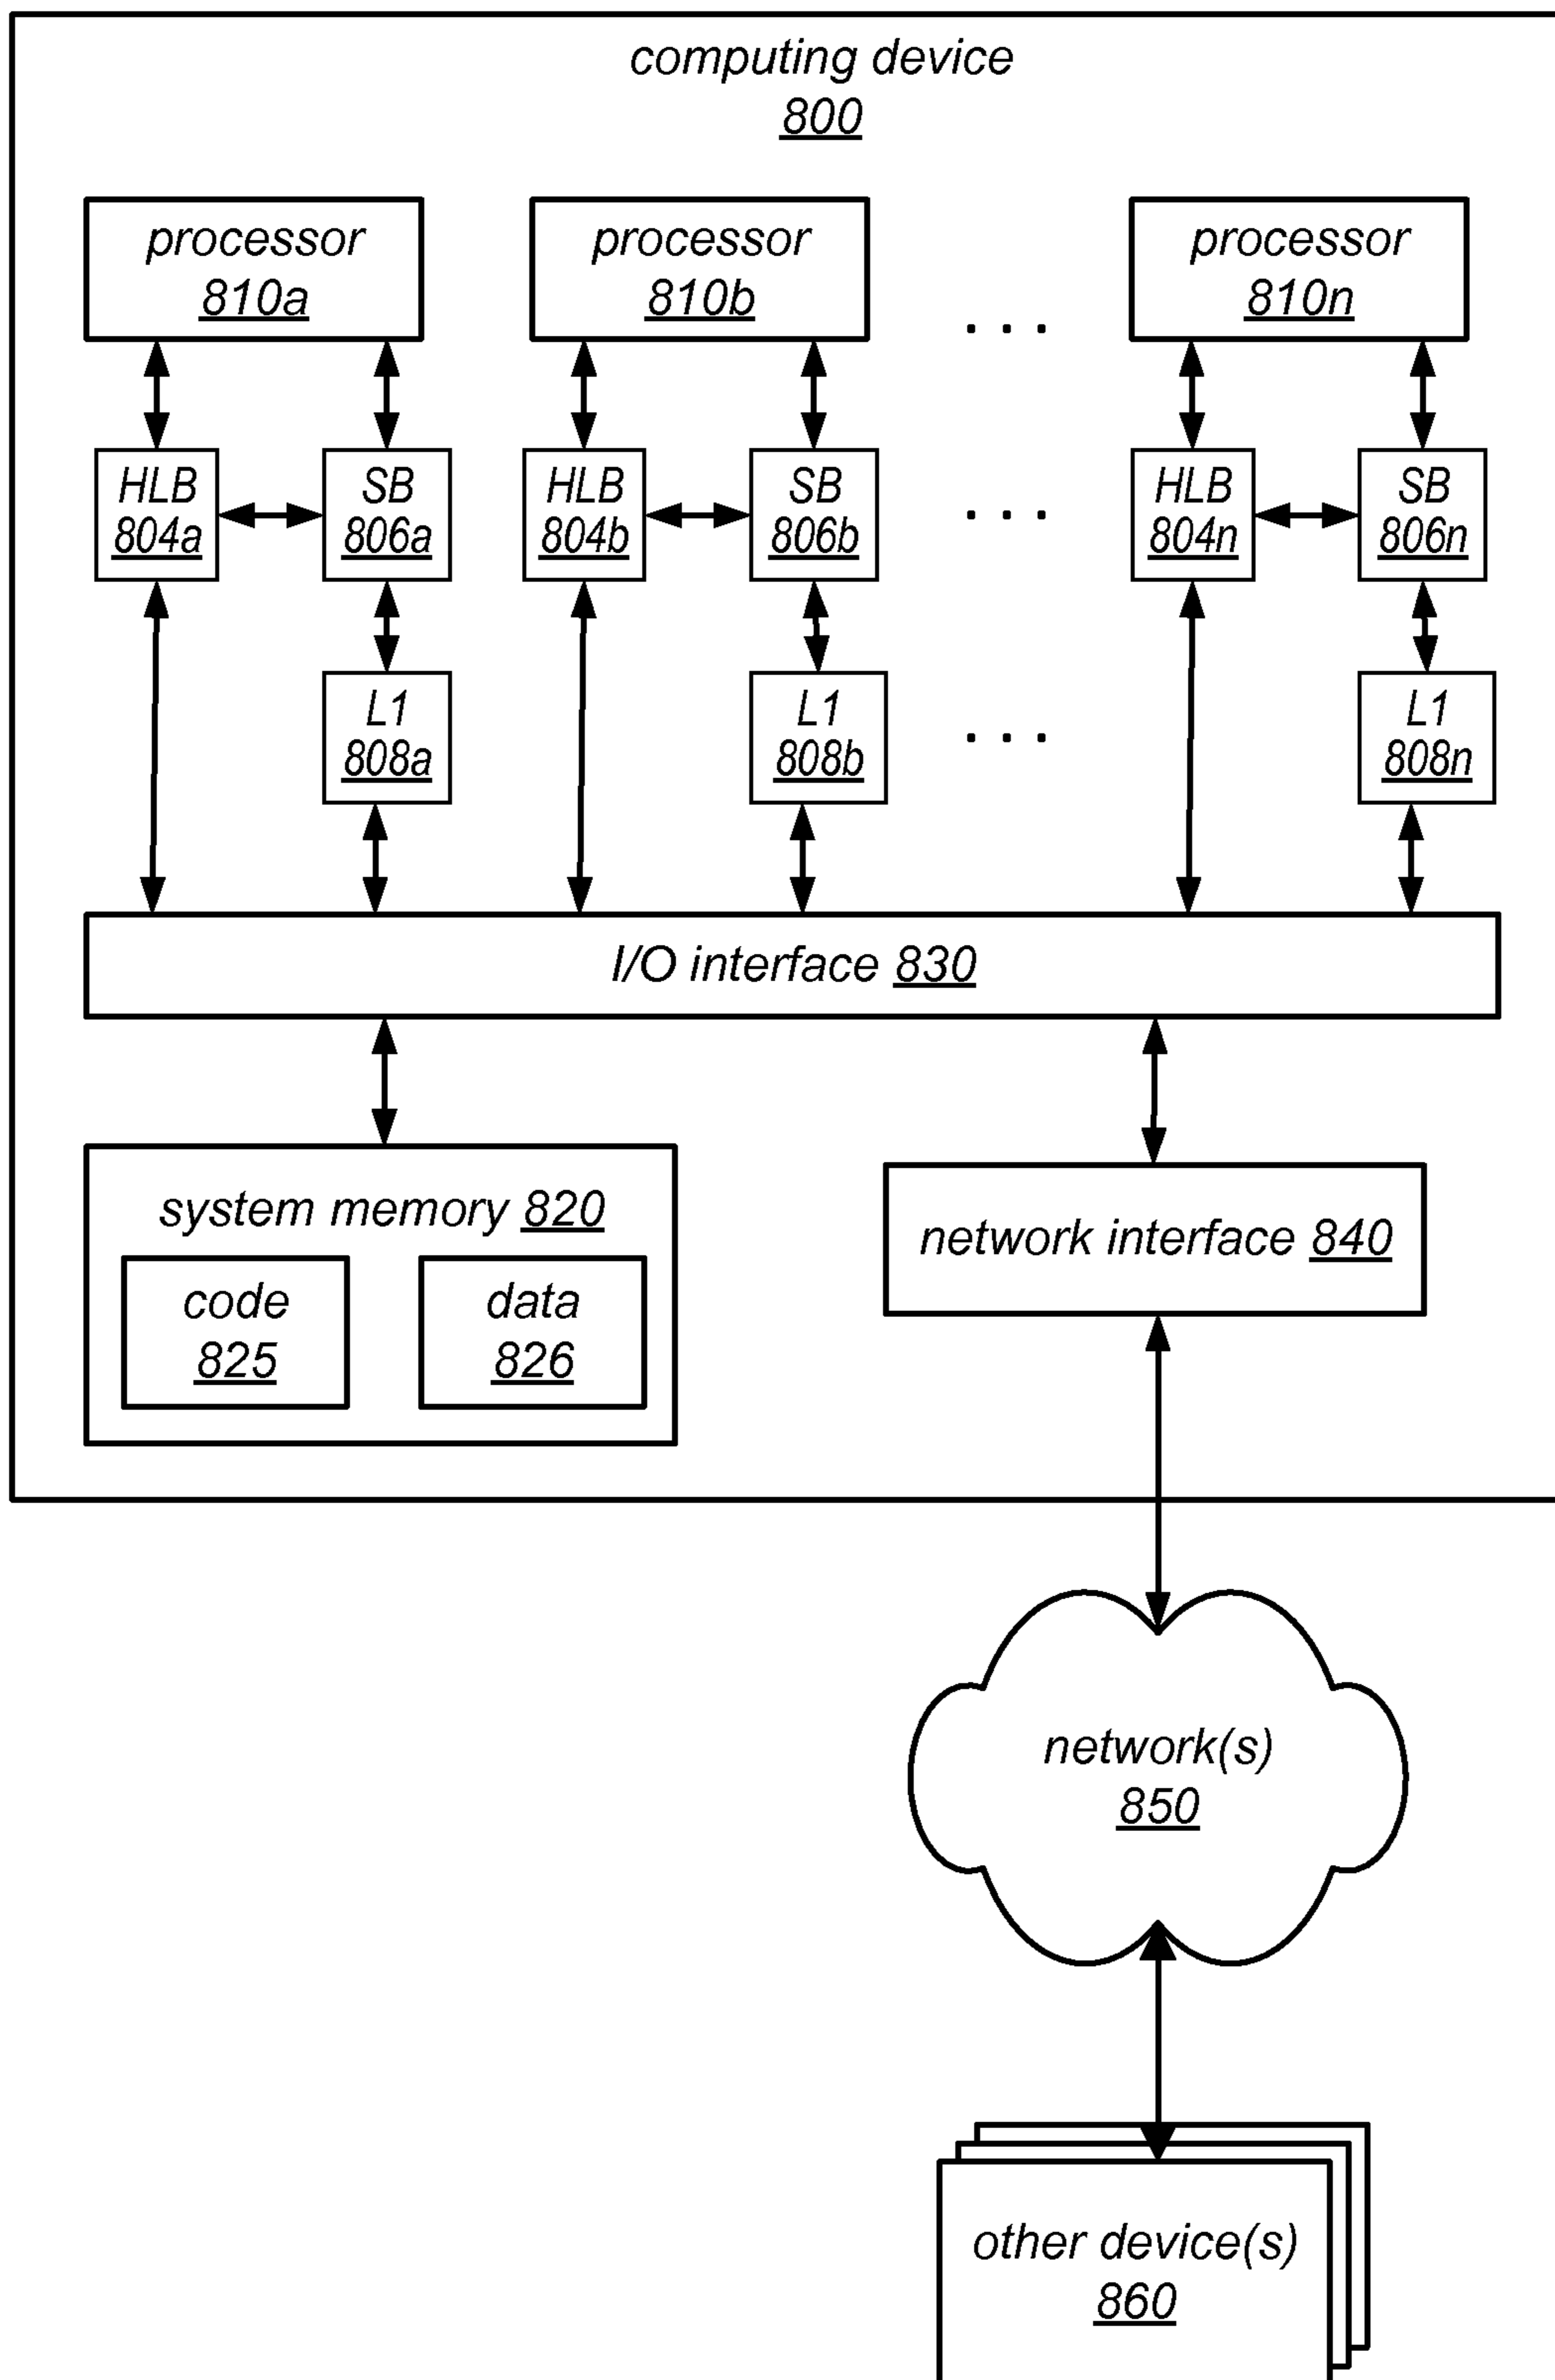 computing device
800
processor
810a
processor
810b
. . .
processor
810n
HLB
804a
SB
806a
HLB
804b
SB
806b
. . .
HLB
804n
SB
806n
L1
808a
L1
808b
. . .
L1
808n
I/O interface 830
system memory 820
code
825
data
826
network interface 840
network(s)
850
other device(s)
860